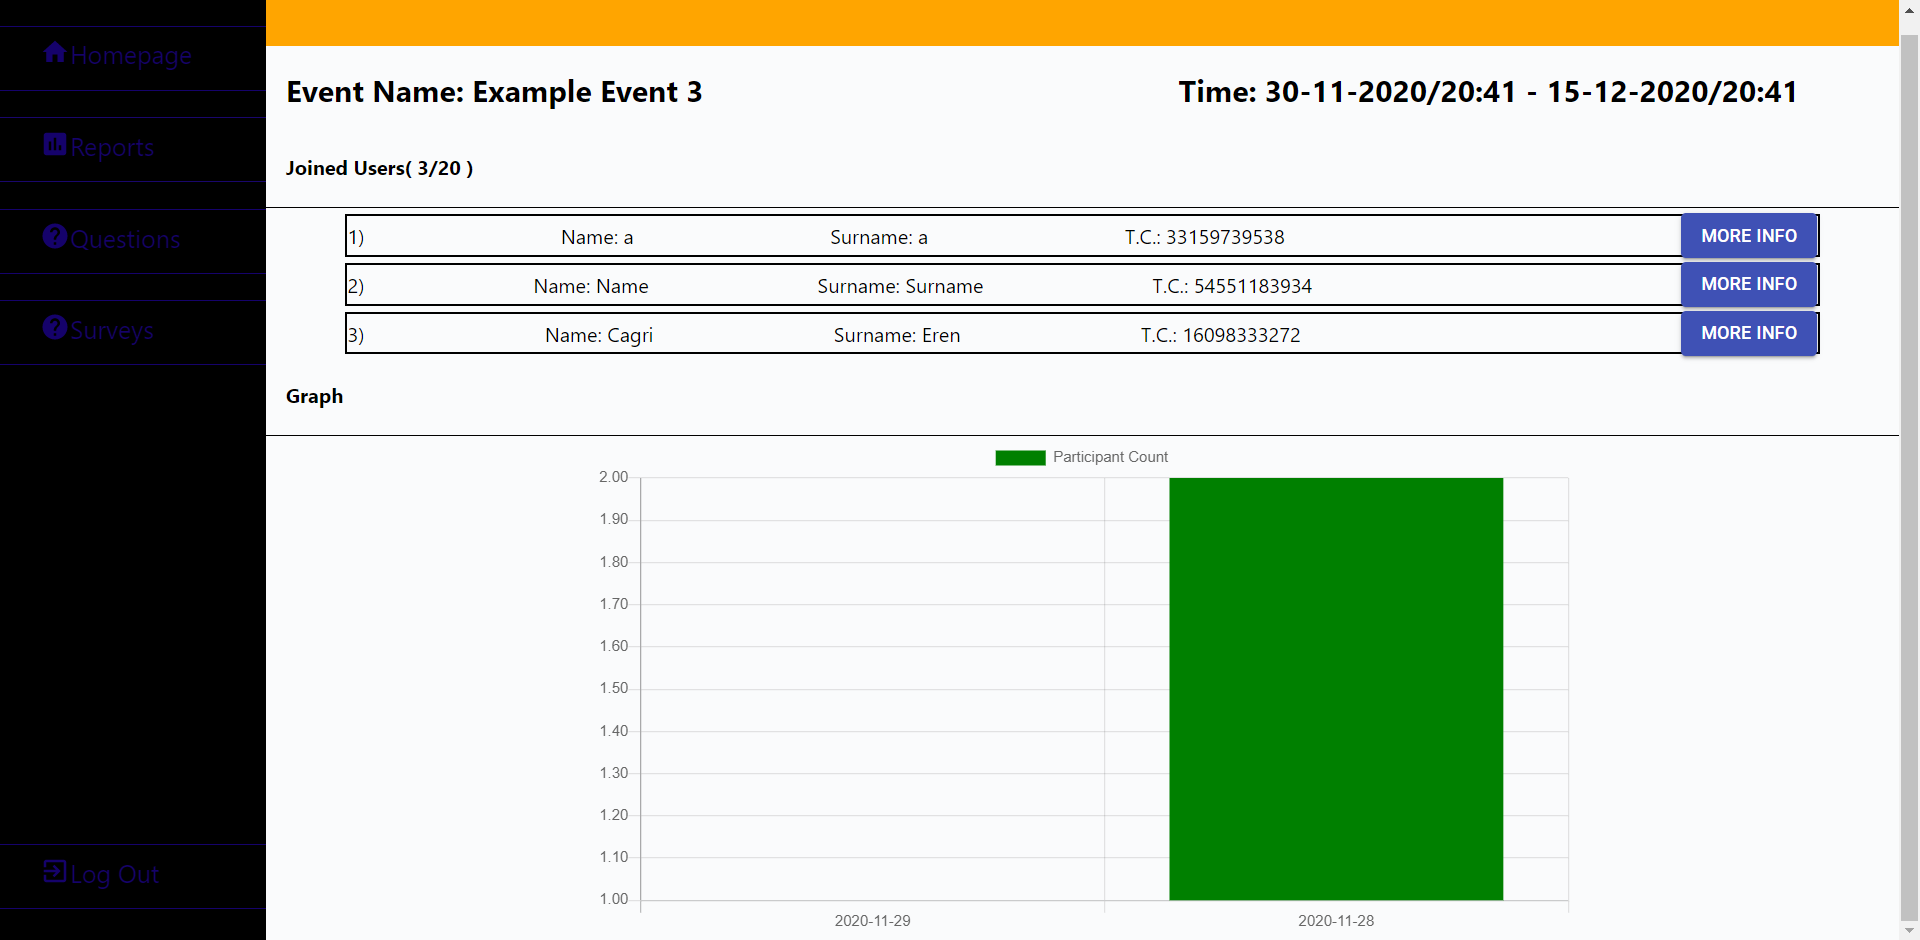 Homepage
Reports
Questions
Surveys
Log Out
Event Name: Example Event 3
Time: 30-11-2020/20:41 - 15-12-2020/20:41
Joined Users( 3/20 )
1) Name: a Surname: a T.C.: 33159739538 MORE INFO
2) Name: Name Surname: Surname T.C.: 54551183934 MORE INFO
3) Name: Cagri Surname: Eren T.C.: 16098333272 MORE INFO
Graph
Participant Count
2.00
1.90
1.80
1.70
1.60
1.50
1.40
1.30
1.20
1.10
1.00
2020-11-29 2020-11-28